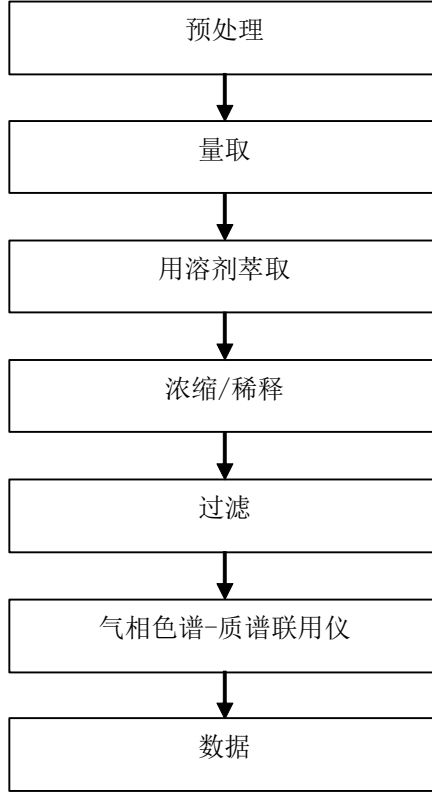 预处理
量取
用溶剂萃取
浓缩/稀释
过滤
气相色谱-质谱联用仪
数据